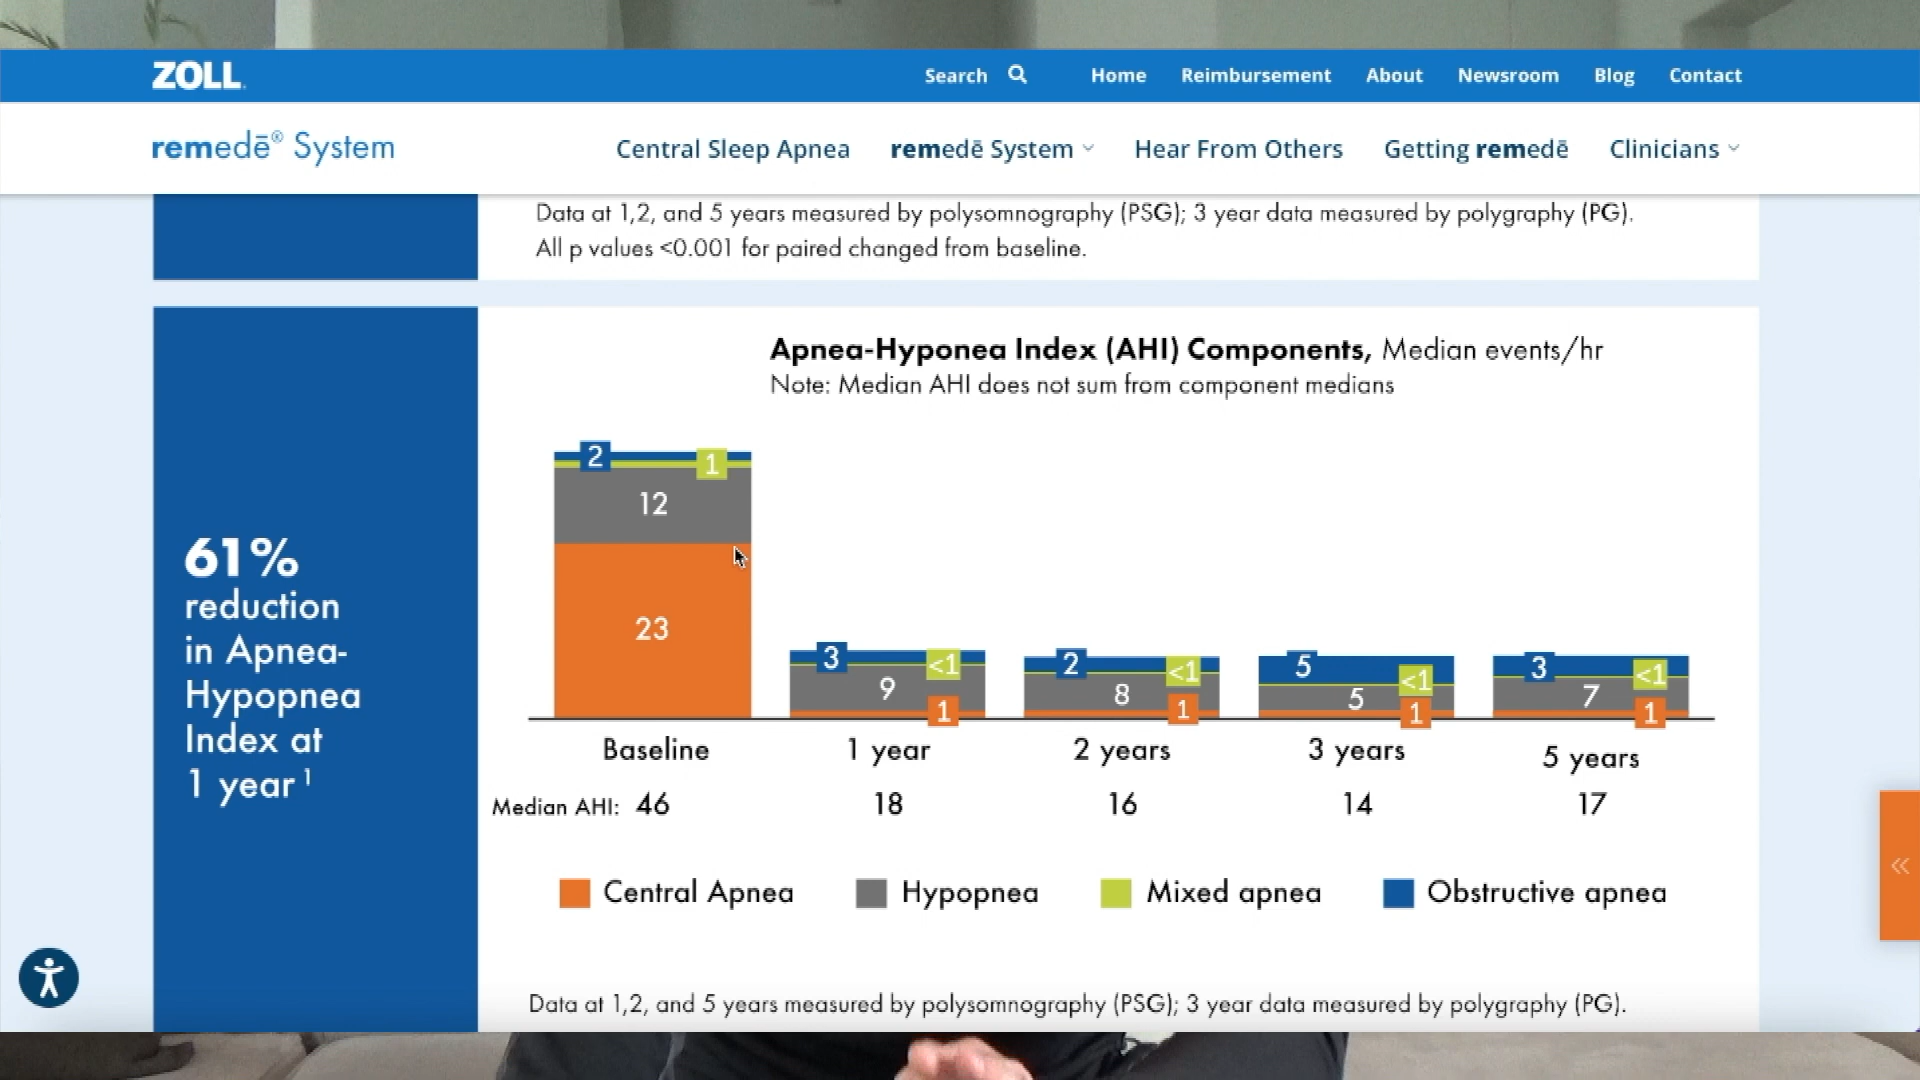 ZOLL
Search
Home
Reimbursement
About
Newsroom
Blog
Contact
remedē® System
Central Sleep Apnea
remedē System
Hear From Others
Getting remedē
Clinicians
Data at 1,2, and 5 years measured by polysomnography (PSG); 3 year data measured by polygraphy (PG).
All p values <0.001 for paired changed from baseline.
61%
reduction
in Apnea-
Hypopnea
Index at
1 year 1
Apnea-Hyponea Index (AHI) Components, Median events/hr
Note: Median AHI does not sum from component medians
2 1
12
23
3 <1
9
1
2 <1
8
1
5 <1
5
1
3 <1
7
1
Baseline 1 year 2 years 3 years 5 years
Median AHI: 46 18 16 14 17
Central Apnea Hypopnea Mixed apnea Obstructive apnea
Data at 1,2, and 5 years measured by polysomnography (PSG); 3 year data measured by polygraphy (PG).